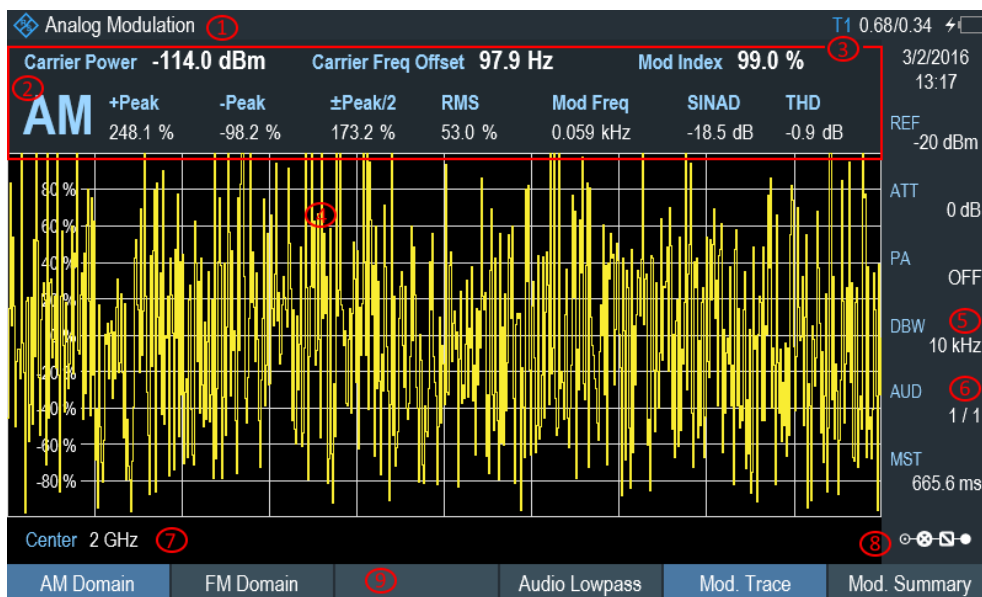 Analog Modulation ① T1 0.68/0.34
Carrier Power -114.0 dBm Carrier Freq Offset 97.9 Hz Mod Index 99.0 % ③
② AM
+Peak -Peak ±Peak/2 RMS Mod Freq SINAD THD
248.1 % -98.2 % 173.2 % 53.0 % 0.059 kHz -18.5 dB -0.9 dB
3/2/2016
13:17
REF
-20 dBm
ATT
0 dB
PA
OFF
DBW ⑤
10 kHz
AUD ⑥
1 / 1
MST
665.6 ms
80 %
④
60 %
40 %
20 %
0 %
-20 %
-40 %
-60 %
-80 %
Center 2 GHz ⑦ ⑧
AM Domain FM Domain ⑨ Audio Lowpass Mod. Trace Mod. Summary